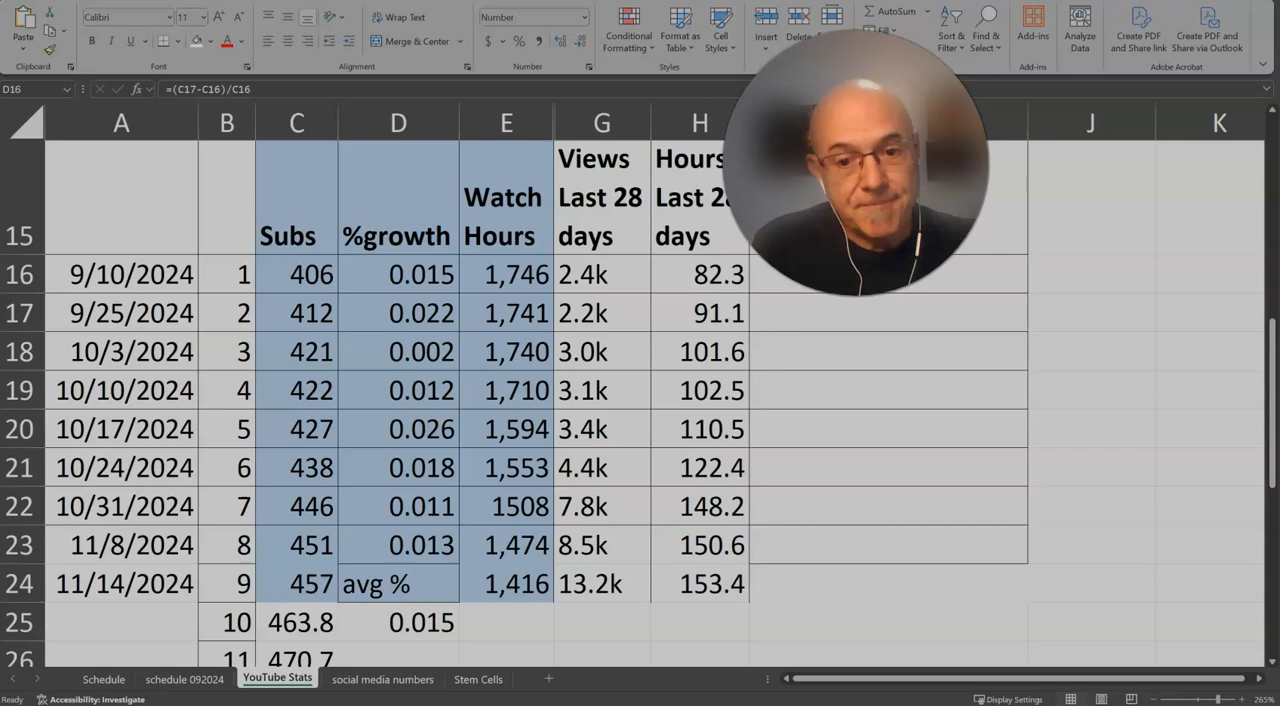 Calibri 11 Wrap Text Number AutoSum
Fill
Paste B I U Merge & Center $ % Conditional Formatting Format as Table Cell Styles Insert Delete Format Sort & Filter Find & Select Add-ins Analyze Data Create PDF and Share link Create PDF and Share via Outlook
Clipboard Font Alignment Number Styles Add-ins Adobe Acrobat
D16 fx =(C17-C16)/C16
A B C D E G H J K
15 Subs %growth Watch Hours Views Last 28 days Hours Last 28 days
16 9/10/2024 1 406 0.015 1,746 2.4k 82.3
17 9/25/2024 2 412 0.022 1,741 2.2k 91.1
18 10/3/2024 3 421 0.002 1,740 3.0k 101.6
19 10/10/2024 4 422 0.012 1,710 3.1k 102.5
20 10/17/2024 5 427 0.026 1,594 3.4k 110.5
21 10/24/2024 6 438 0.018 1,553 4.4k 122.4
22 10/31/2024 7 446 0.011 1508 7.8k 148.2
23 11/8/2024 8 451 0.013 1,474 8.5k 150.6
24 11/14/2024 9 457 avg % 1,416 13.2k 153.4
25 10 463.8 0.015
26 11 470.7
Schedule schedule 092024 YouTube Stats social media numbers Stem Cells
Ready Accessibility: Investigate Display Settings 265%